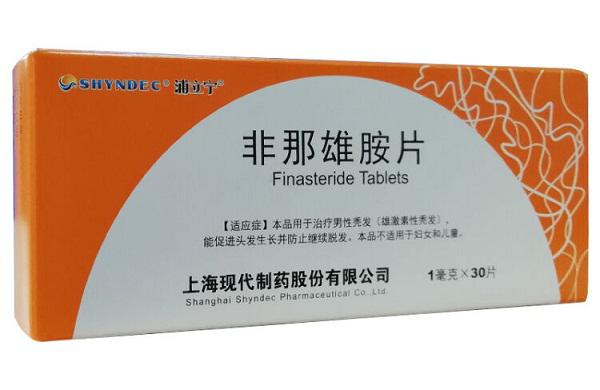 SHYNDEC® 浦立宁®
非那雄胺片
Finasteride Tablets
【适应症】本品用于治疗男性秃发（雄激素性秃发），
能促进头发生长并防止继续脱发。本品不适用于妇女和儿童。
上海现代制药股份有限公司
Shanghai Shyndec Pharmaceutical Co.,Ltd.
1毫克×30片